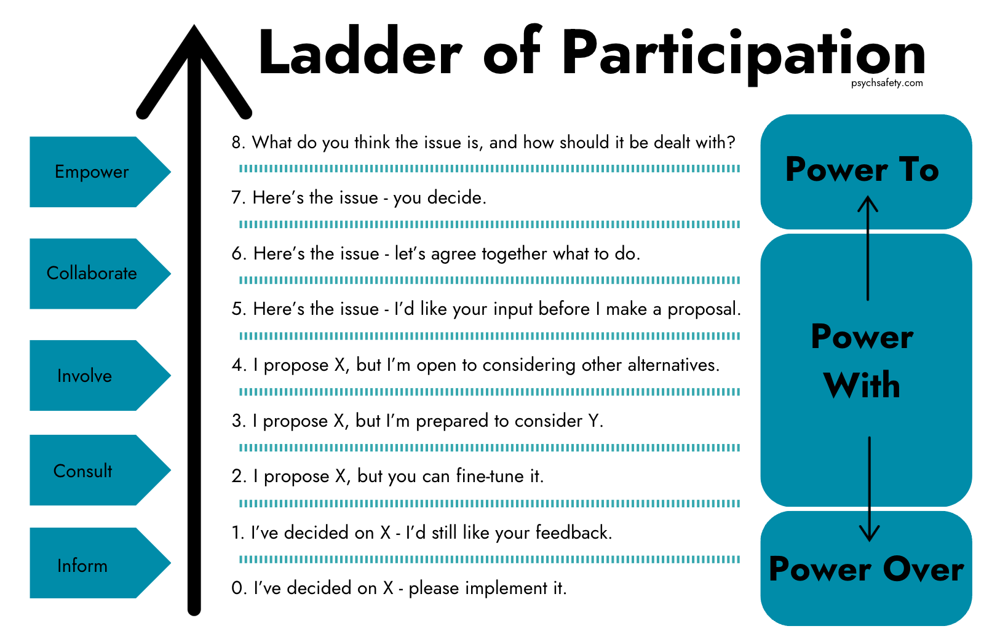 Ladder of Participation
psychsafety.com
Empower
Collaborate
Involve
Consult
Inform
8. What do you think the issue is, and how should it be dealt with?
7. Here’s the issue - you decide.
6. Here’s the issue - let’s agree together what to do.
5. Here’s the issue - I’d like your input before I make a proposal.
4. I propose X, but I’m open to considering other alternatives.
3. I propose X, but I’m prepared to consider Y.
2. I propose X, but you can fine-tune it.
1. I’ve decided on X - I’d still like your feedback.
0. I’ve decided on X - please implement it.
Power To
Power
With
Power Over